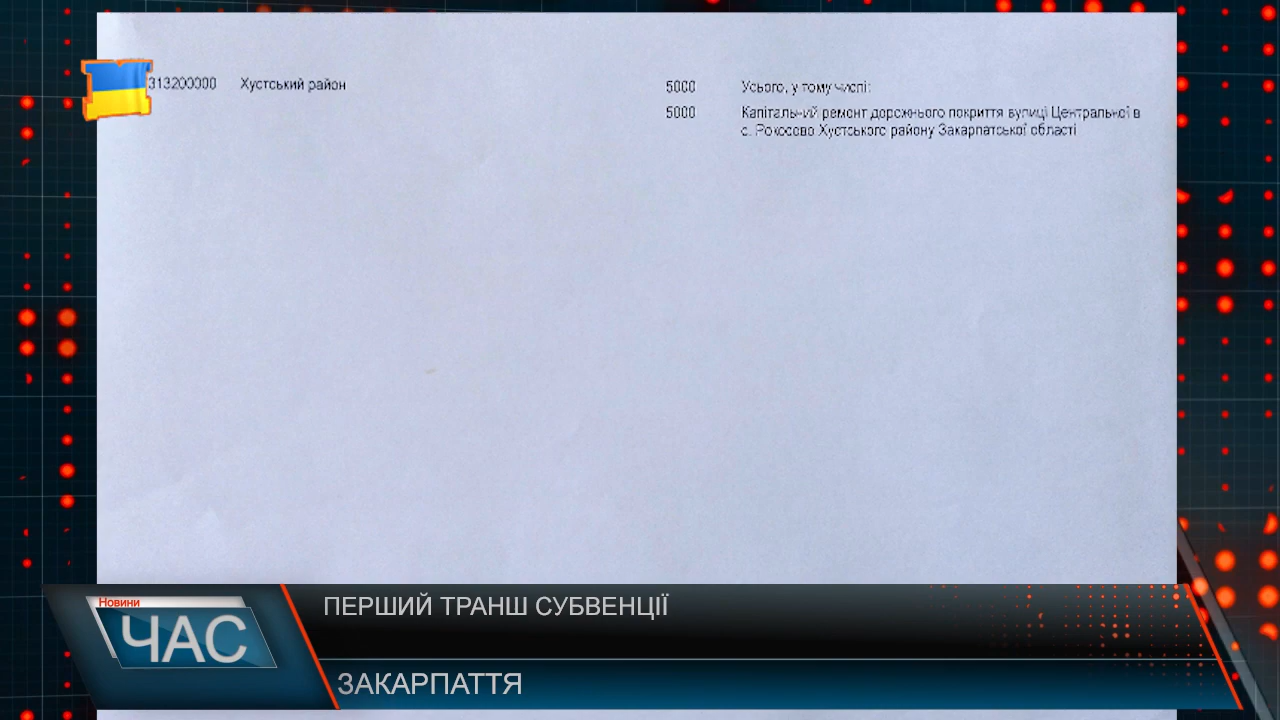 313200000 Хустський район 5000 Усього, у тому числі:
5000 Капітальний ремонт дорожнього покриття вулиці Центральної в
с. Рокосово Хустського району Закарпатської області
Новини
ЧАС
ПЕРШИЙ ТРАНШ СУБВЕНЦІЇ
ЗАКАРПАТТЯ